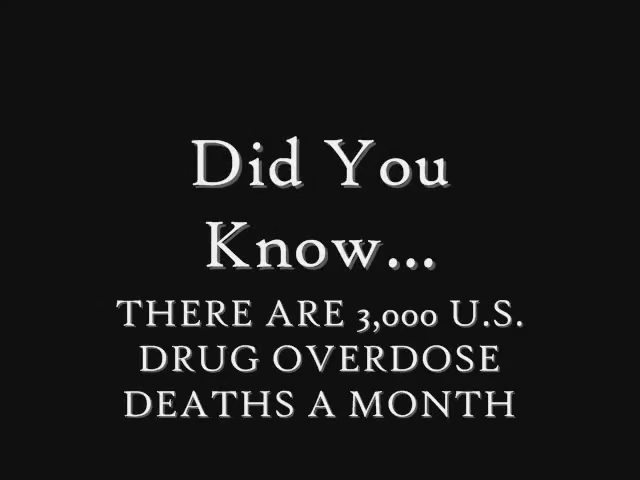 Did You
Know...
THERE ARE 3,000 U.S.
DRUG OVERDOSE
DEATHS A MONTH